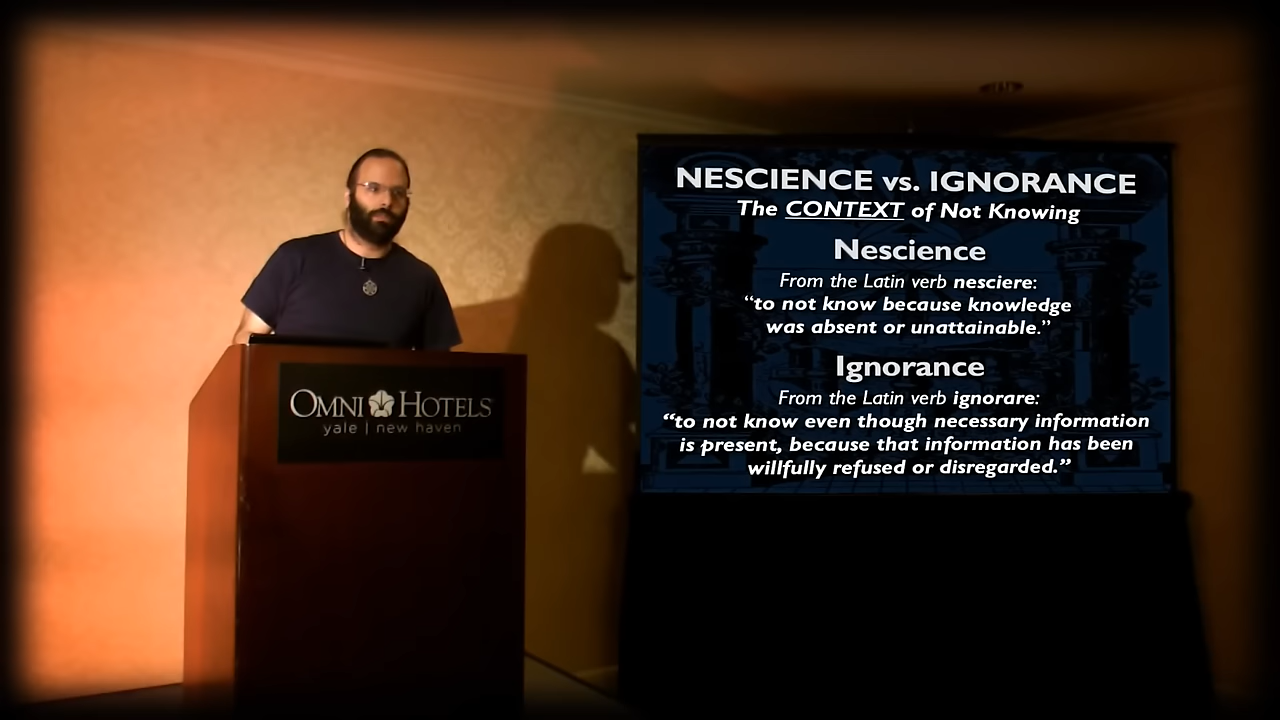 OMNI HOTELS
yale | new haven
NESCIENCE vs. IGNORANCE
The CONTEXT of Not Knowing
Nescience
From the Latin verb nesciere:
“to not know because knowledge
was absent or unattainable.”
Ignorance
From the Latin verb ignorare:
“to not know even though necessary information
is present, because that information has been
willfully refused or disregarded.”